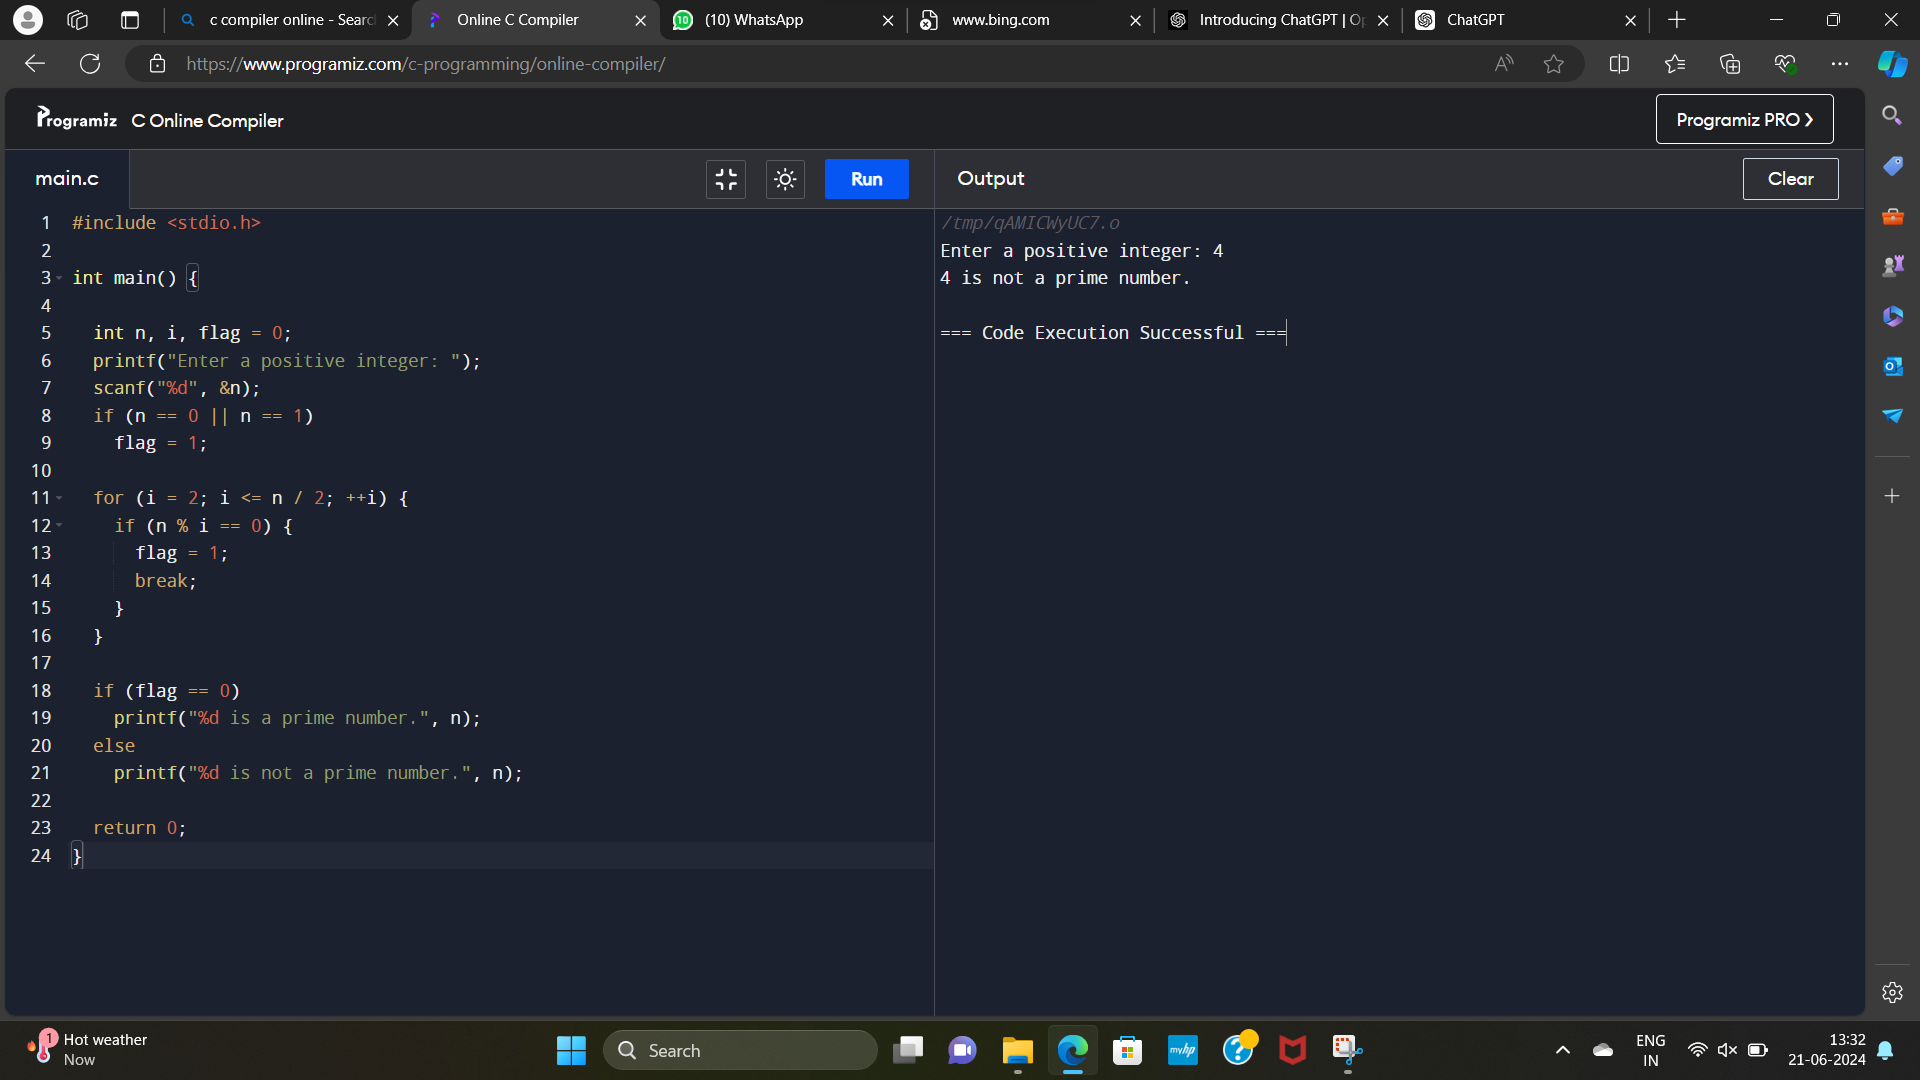 c compiler online - Searc
Online C Compiler
(10) WhatsApp
www.bing.com
Introducing ChatGPT | Op
ChatGPT
https://www.programiz.com/c-programming/online-compiler/
Programiz C Online Compiler
Programiz PRO >
main.c
Run
Output
Clear
1 #include <stdio.h>
2
3 int main() {
4
5   int n, i, flag = 0;
6   printf("Enter a positive integer: ");
7   scanf("%d", &n);
8   if (n == 0 || n == 1)
9     flag = 1;
10
11   for (i = 2; i <= n / 2; ++i) {
12     if (n % i == 0) {
13       flag = 1;
14       break;
15     }
16   }
17
18   if (flag == 0)
19     printf("%d is a prime number.", n);
20   else
21     printf("%d is not a prime number.", n);
22
23   return 0;
24 }
/tmp/qAMICWyUC7.o
Enter a positive integer: 4
4 is not a prime number.
=== Code Execution Successful ===
1
Hot weather
Now
Search
myhp
ENG
IN
13:32
21-06-2024